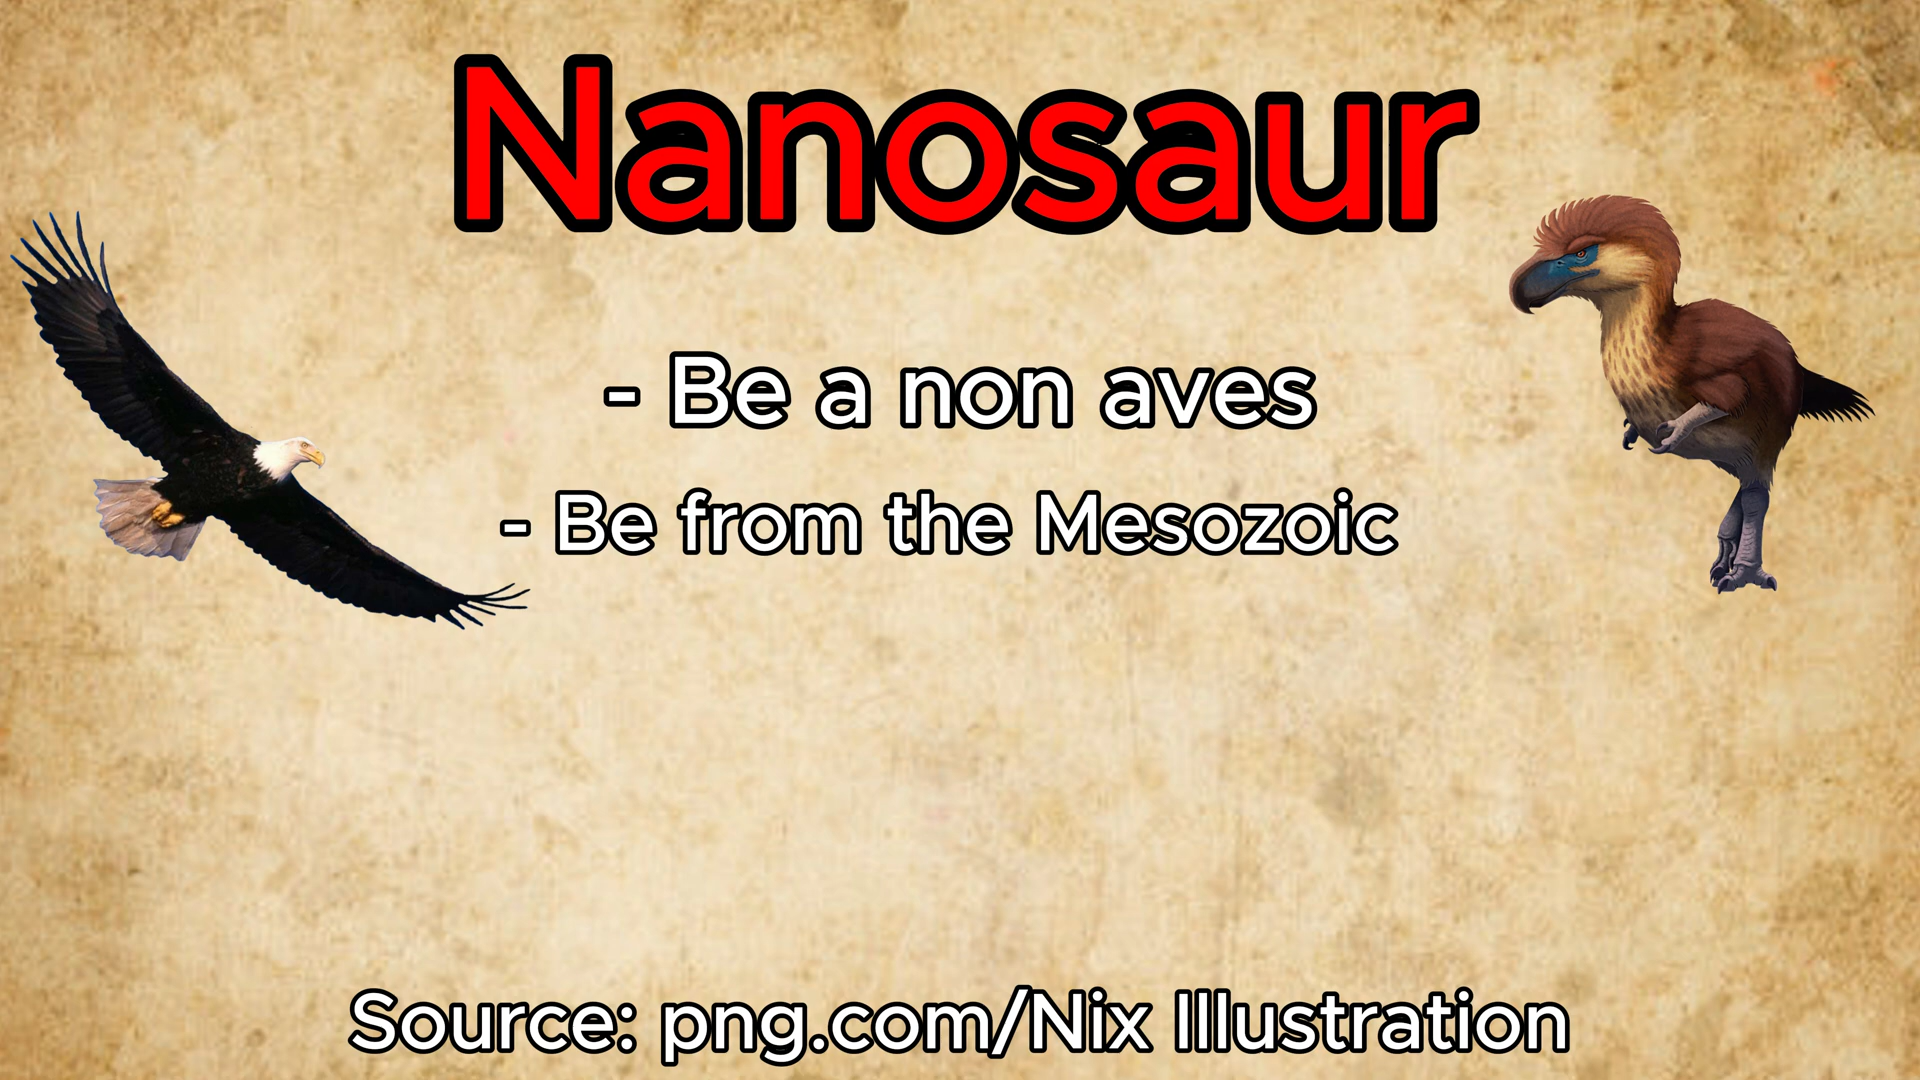 Nanosaur
- Be a non aves
- Be from the Mesozoic
Source: png.com/Nix Illustration